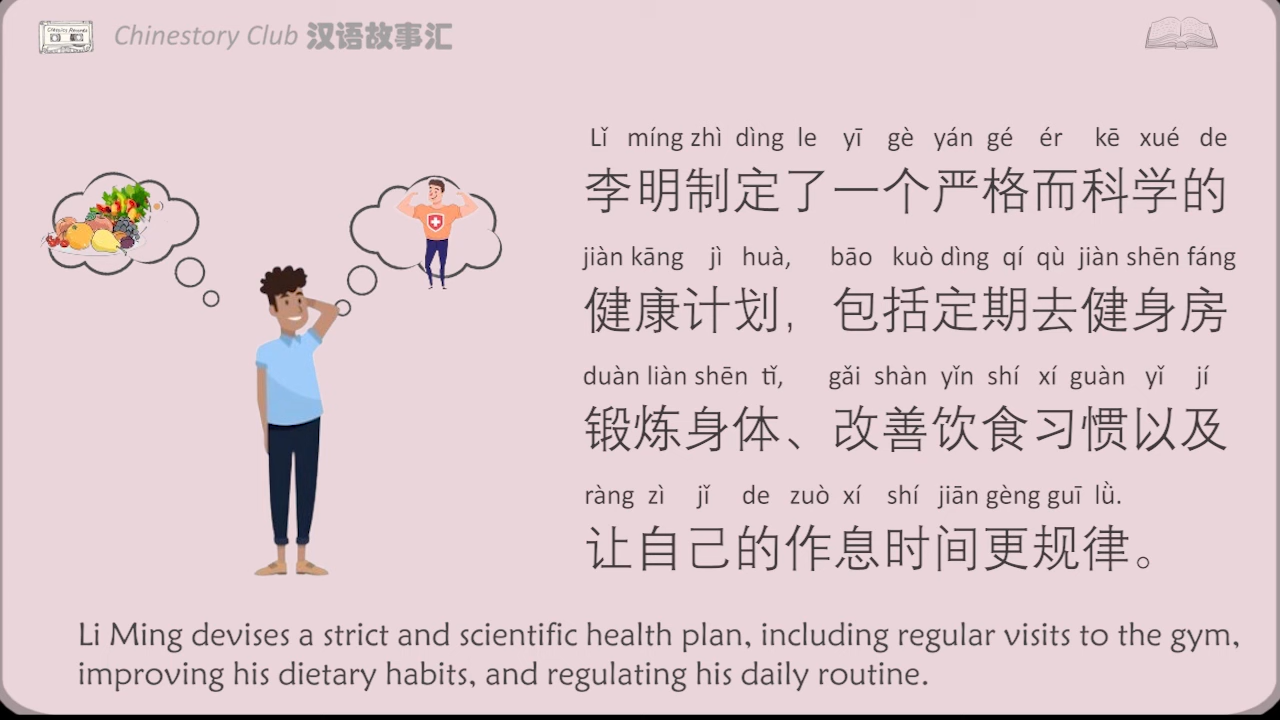 Chinestory Club 汉语故事汇
Lǐ míng zhì dìng le yī gè yán gé ér kē xué de
李明制定了一个严格而科学的
jiàn kāng jì huà, bāo kuò dìng qí qù jiàn shēn fáng
健康计划, 包括定期去健身房
duàn liàn shēn tǐ, gǎi shàn yǐn shí xí guàn yǐ jí
锻炼身体、改善饮食习惯以及
ràng zì jǐ de zuò xí shí jiān gèng guī lǜ.
让自己的作息时间更规律。
Li Ming devises a strict and scientific health plan, including regular visits to the gym,
improving his dietary habits, and regulating his daily routine.